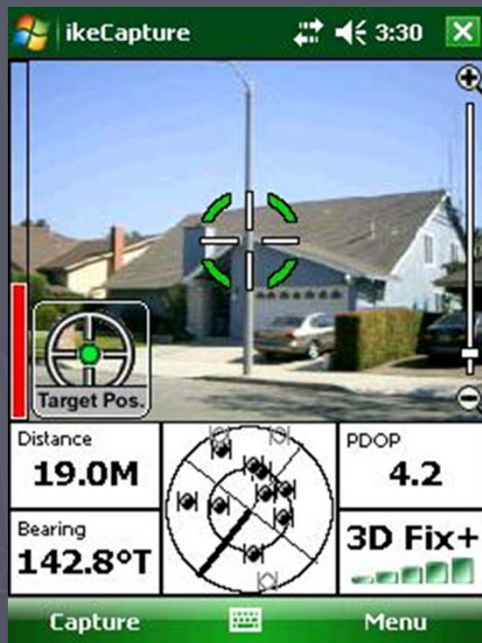 ikeCapture 3:30
Target Pos.
Distance
19.0M
PDOP
4.2
Bearing
142.8°T
3D Fix+
Capture Menu